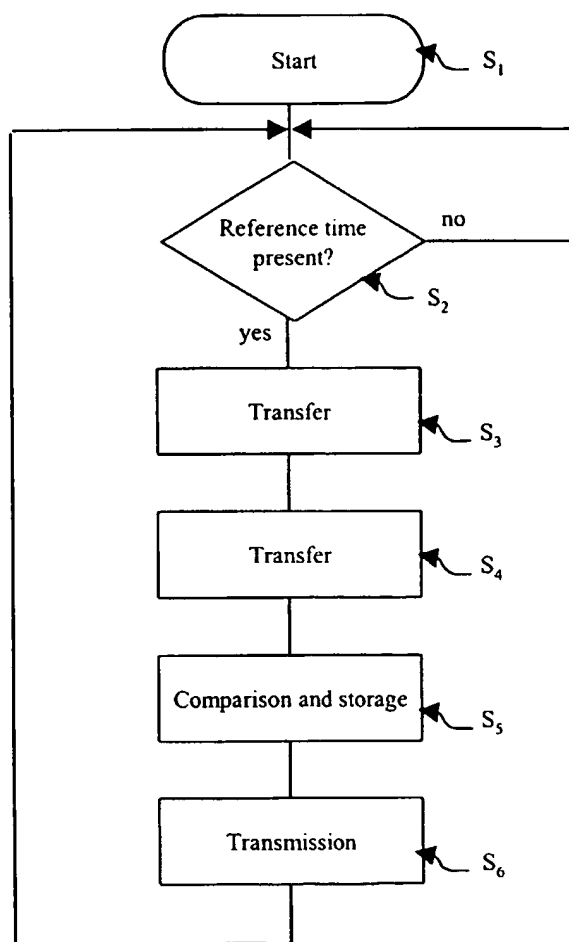 Start
S₁
Reference time
present?
no
S₂
yes
Transfer
S₃
Transfer
S₄
Comparison and storage
S₅
Transmission
S₆